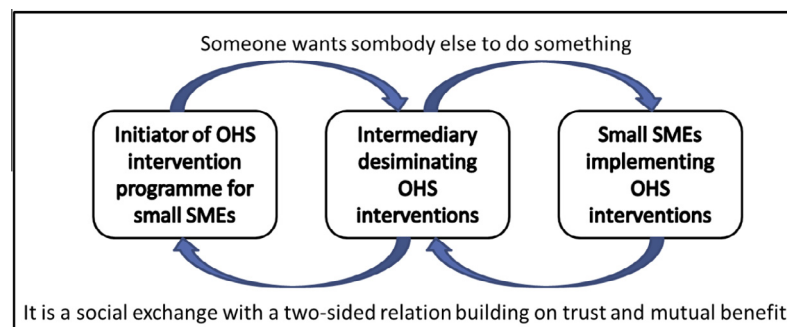 Someone wants sombody else to do something
Initiator of OHS
intervention
programme for
small SMEs
Intermediary
desiminating
OHS
interventions
Small SMEs
implementing
OHS
interventions
It is a social exchange with a two-sided relation building on trust and mutual benefit